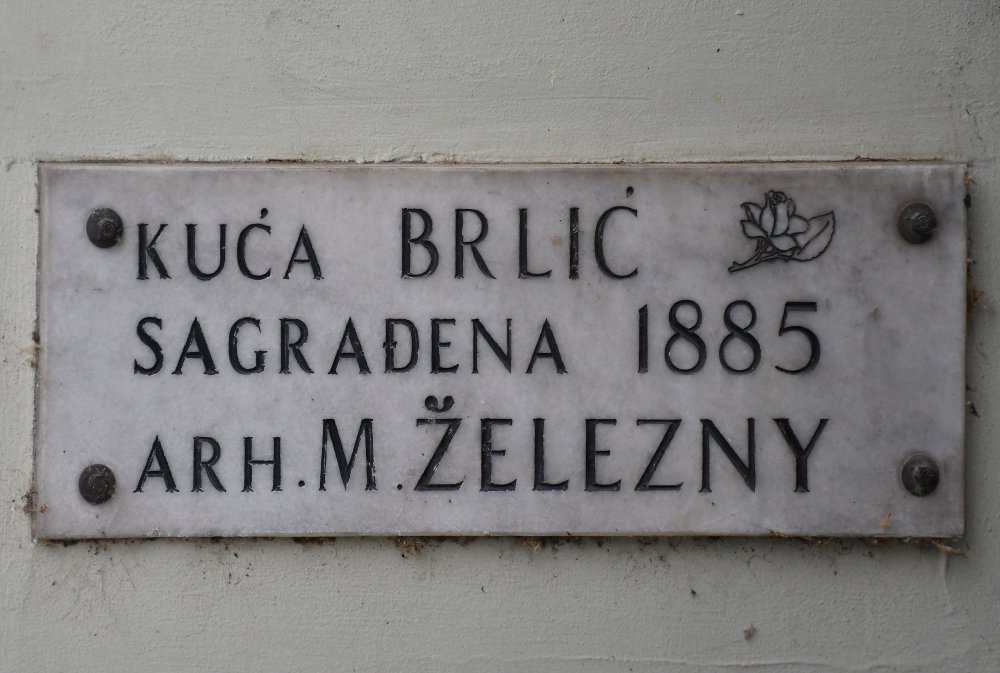 KUĆA BRLIĆ
SAGRAĐENA 1885
ARH. M. ŽELEZNY